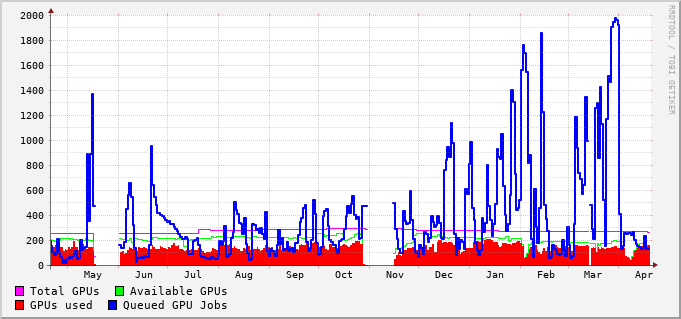 2000
1800
1600
1400
1200
1000
800
600
400
200
0
May Jun Jul Aug Sep Oct Nov Dec Jan Feb Mar Apr
Total GPUs Available GPUs
GPUs used Queued GPU Jobs
RRDTOOL / TOBI OETIKER